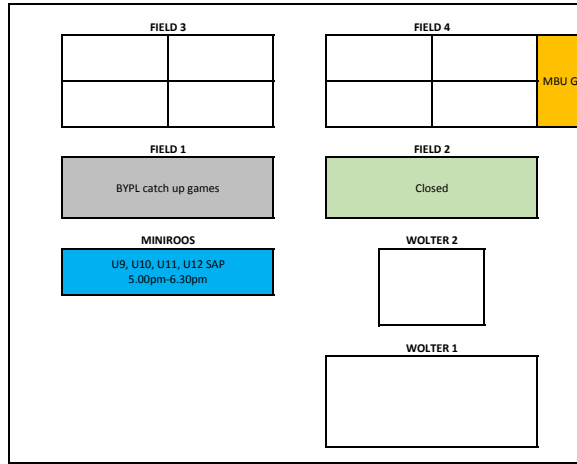 FIELD 3
FIELD 4
MBU G
FIELD 1
FIELD 2
BYPL catch up games
Closed
MINIROOS
WOLTER 2
U9, U10, U11, U12 SAP
5.00pm-6.30pm
WOLTER 1